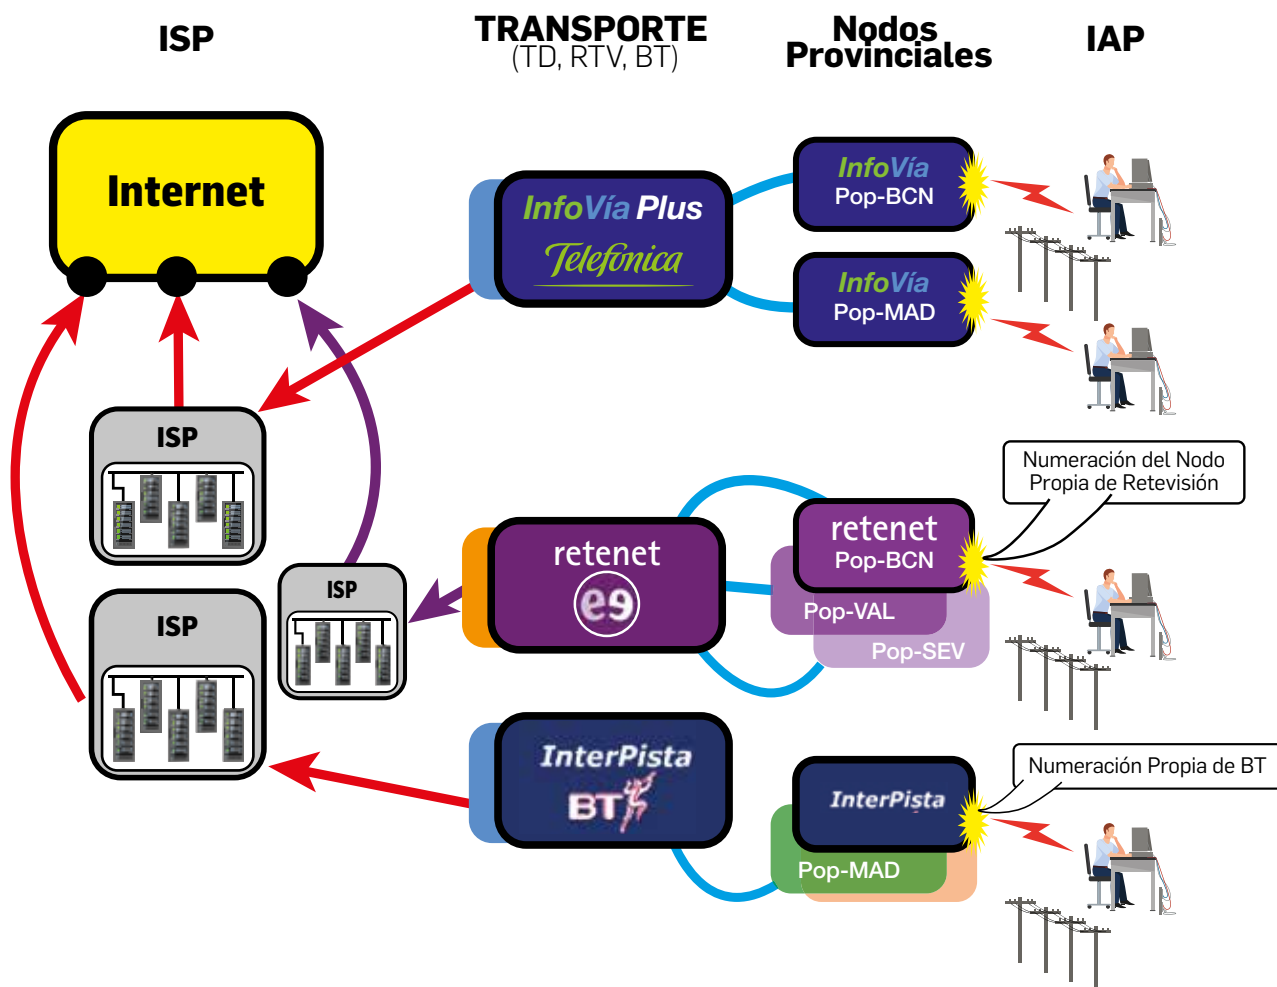 ISP
TRANSPORTE
(TD, RTV, BT)
Nodos
Provinciales
IAP
Internet
InfoVía Plus
Telefónica
InfoVía
Pop-BCN
InfoVía
Pop-MAD
ISP
Numeración del Nodo
Propia de Retevisión
retenet
retenet
Pop-BCN
Pop-VAL
Pop-SEV
ISP
ISP
InterPista
BT
Numeración Propia de BT
InterPista
Pop-MAD